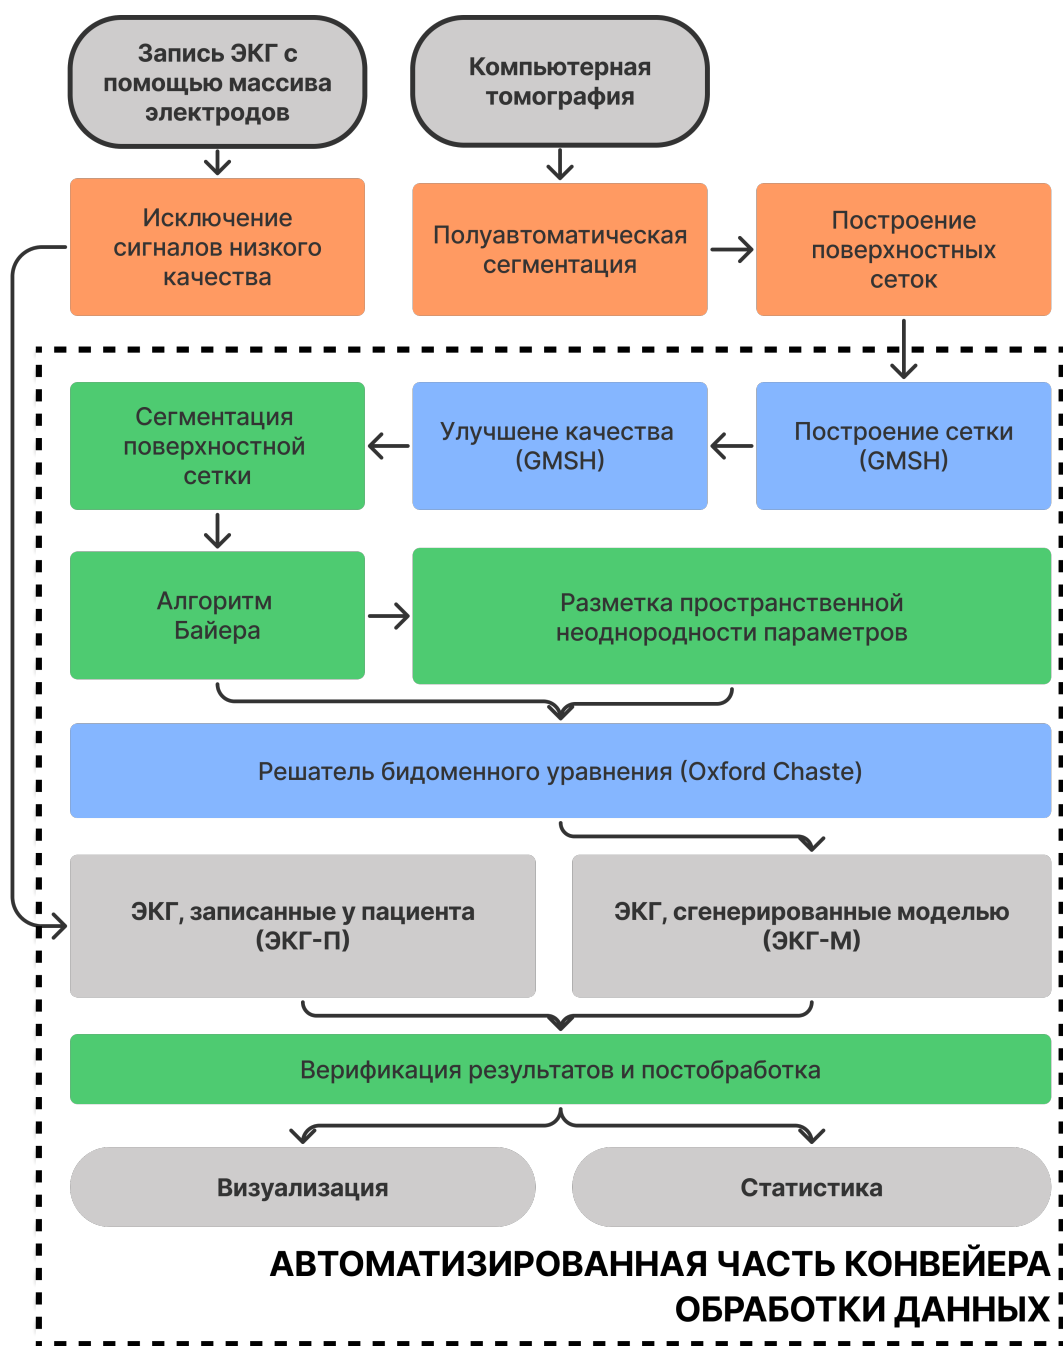 Запись ЭКГ с
помощью массива
электродов
Компьютерная
томография
Исключение
сигналов низкого
качества
Полуавтоматическая
сегментация
Построение
поверхностных
сеток
Сегментация
поверхностной
сетки
Улучшене качества
(GMSH)
Построение сетки
(GMSH)
Алгоритм
Байера
Разметка пространственной
неоднородности параметров
Решатель бидоменного уравнения (Oxford Chaste)
ЭКГ, записанные у пациента
(ЭКГ-П)
ЭКГ, сгенерированные моделью
(ЭКГ-М)
Верификация результатов и постобработка
Визуализация
Статистика
АВТОМАТИЗИРОВАННАЯ ЧАСТЬ КОНВЕЙЕРА
ОБРАБОТКИ ДАННЫХ